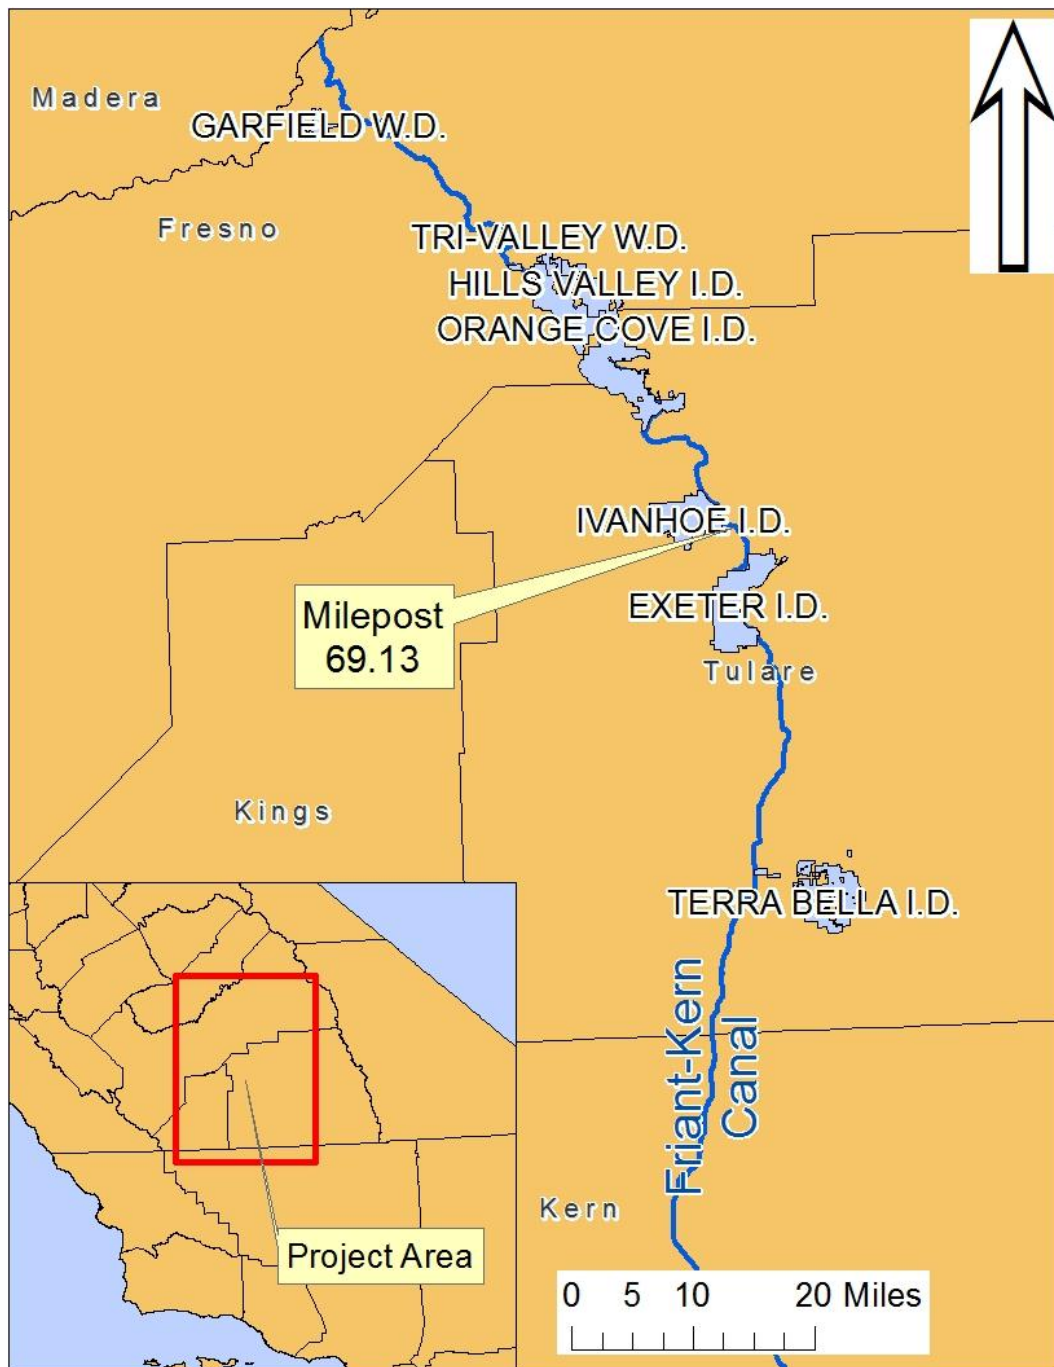 Madera
GARFIELD W.D.
Fresno
TRI-VALLEY W.D.
HILLS VALLEY I.D.
ORANGE COVE I.D.
IVANHOE I.D.
Milepost
69.13
EXETER I.D.
Tulare
Kings
TERRA BELLA I.D.
Friant-Kern
Canal
Kern
Project Area
0 5 10 20 Miles